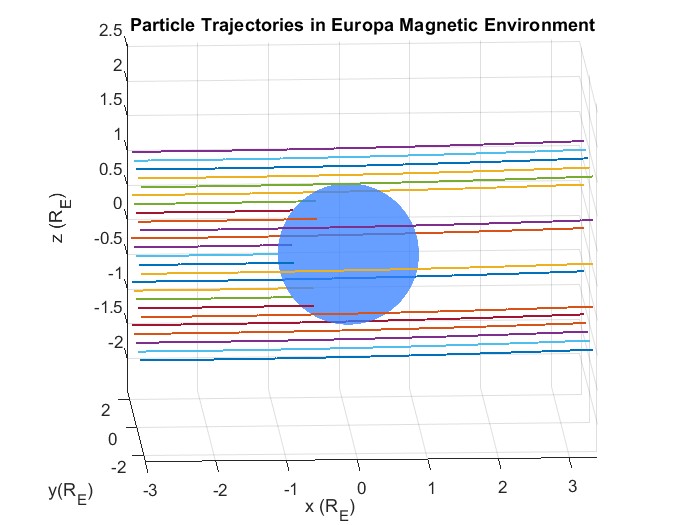 Particle Trajectories in Europa Magnetic Environment
2.5
2
1.5
1
0.5
0
-0.5
-1
-1.5
-2
z (R_E)
2
0
-2
y(R_E)
-3 -2 -1 0 1 2 3
x (R_E)